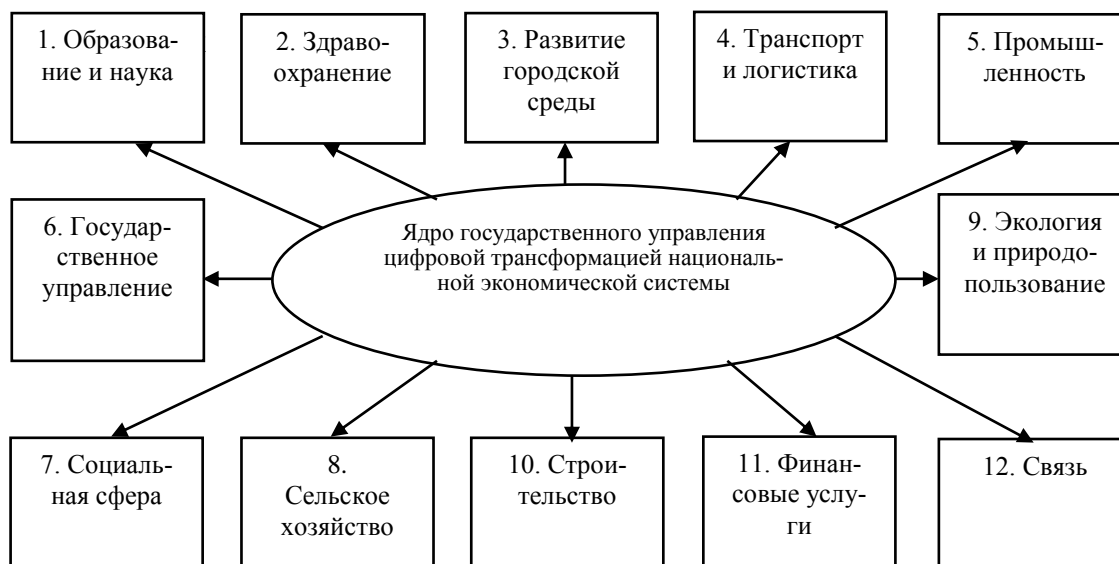 1. Образова-
ние и наука
2. Здраво-
охранение
3. Развитие
городской
среды
4. Транспорт
и логистика
5. Промыш-
ленность
6. Государ-
ственное
управление
Ядро государственного управления
цифровой трансформацией националь-
ной экономической системы
9. Экология
и природо-
пользование
7. Социаль-
ная сфера
8.
Сельское
хозяйство
10. Строи-
тельство
11. Финан-
совые услу-
ги
12. Связь